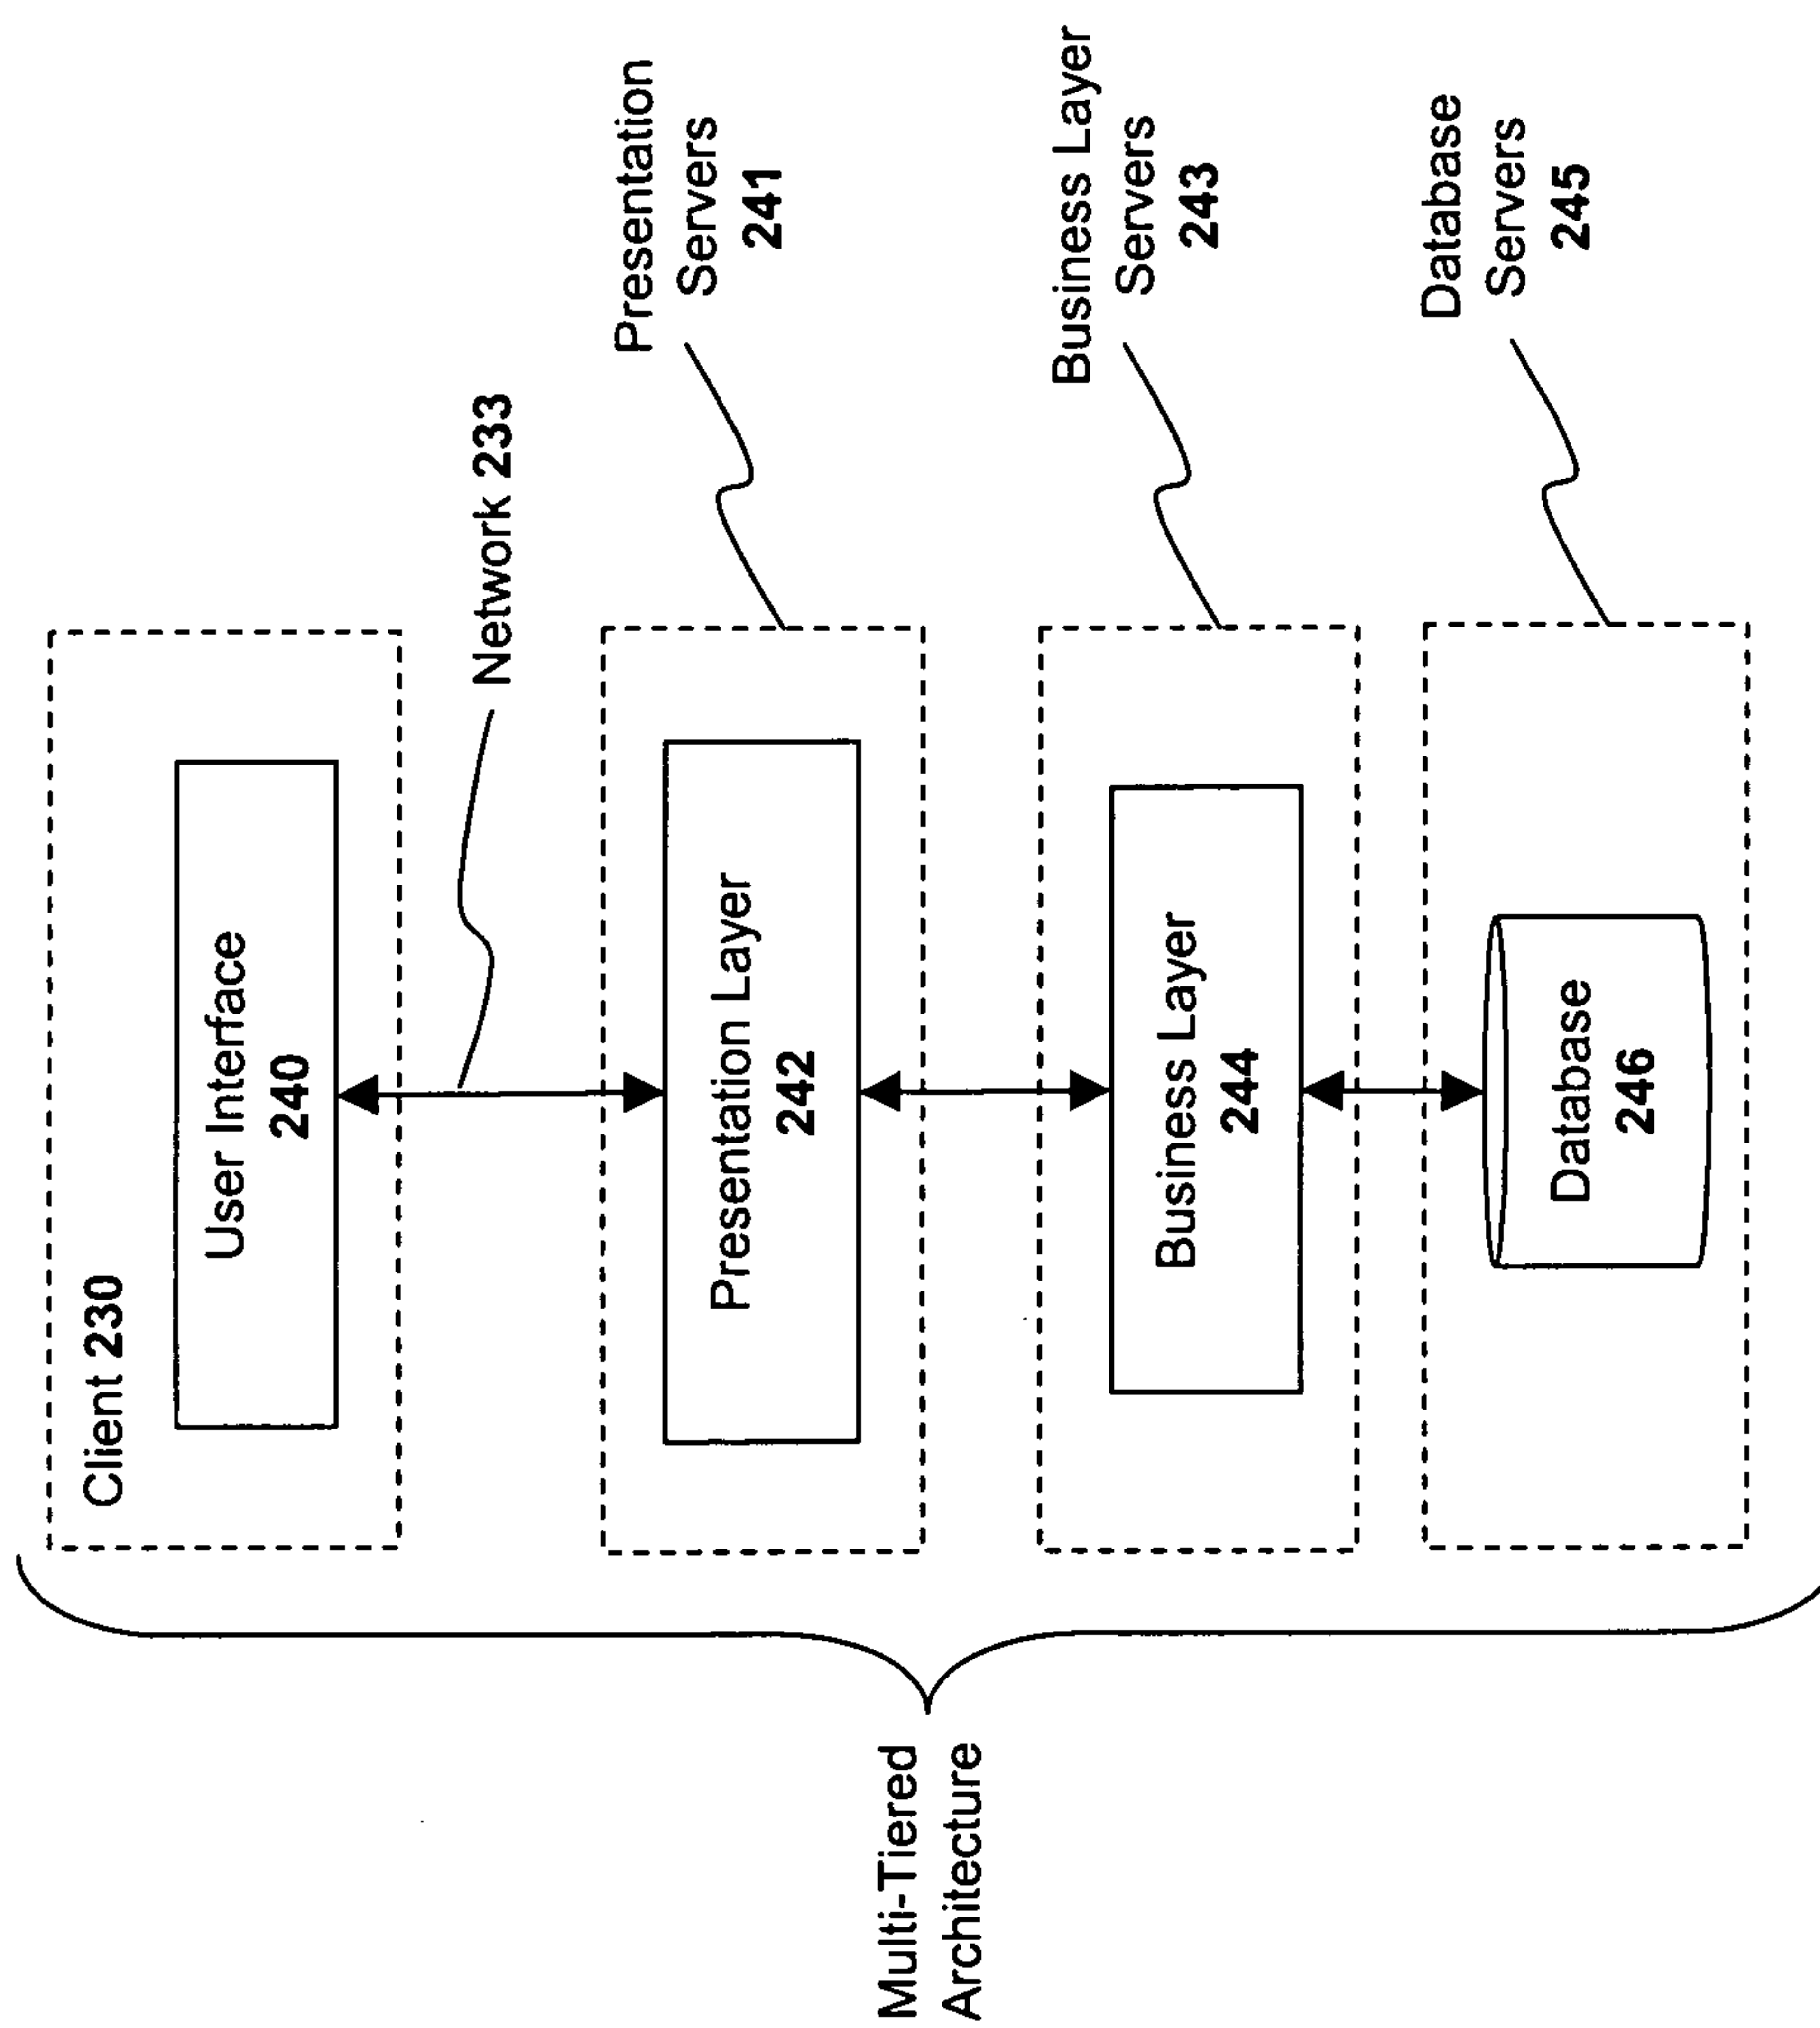 Multi-Tiered
Architecture
Client 230
User Interface
240
Network 233
Presentation Layer
242
Presentation
Servers
241
Business Layer
244
Business Layer
Servers
243
Database
246
Database
Servers
245